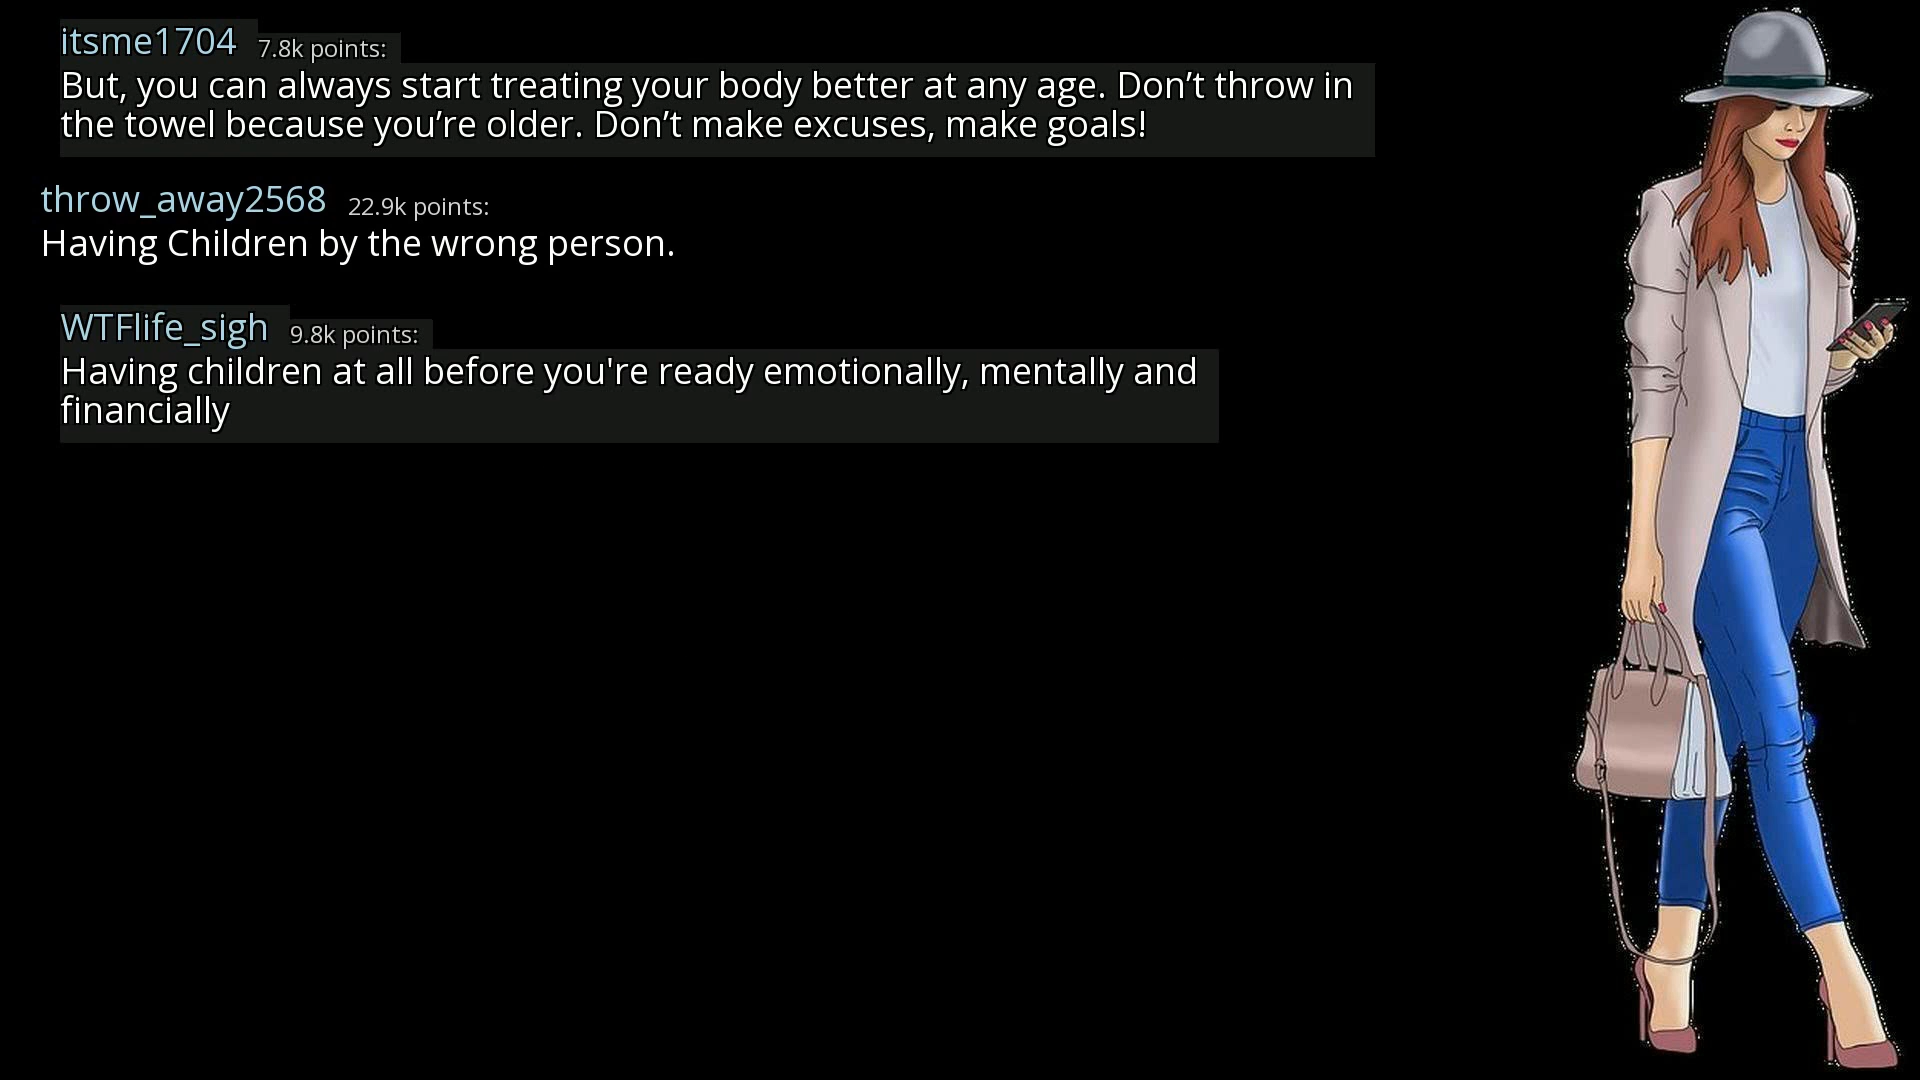 itsme1704 7.8k points:
But, you can always start treating your body better at any age. Don’t throw in
the towel because you’re older. Don’t make excuses, make goals!
throw_away2568 22.9k points:
Having Children by the wrong person.
WTFlife_sigh 9.8k points:
Having children at all before you're ready emotionally, mentally and
financially